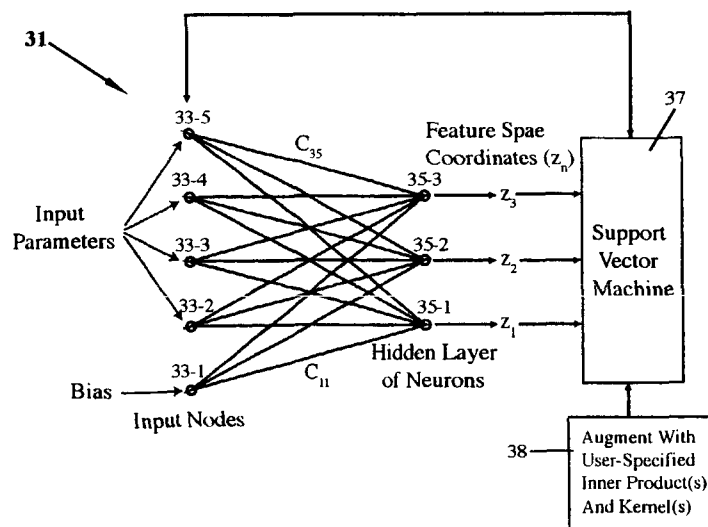 31
33-5
C35
Feature Spae
Coordinates (zn)
37
33-4
35-3
z3
Input
Parameters
33-3
35-2
z2
Support
Vector
Machine
33-2
35-1
z1
33-1
C11
Hidden Layer
of Neurons
Bias
Input Nodes
38
Augment With
User-Specified
Inner Product(s)
And Kernel(s)